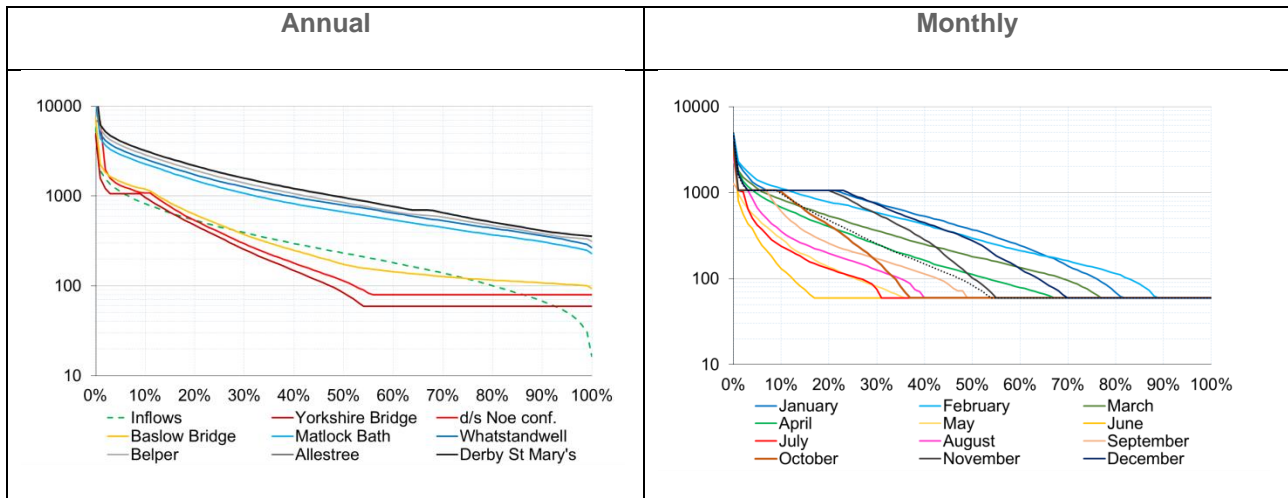 Annual
Monthly
10000
1000
100
10
0% 10% 20% 30% 40% 50% 60% 70% 80% 90% 100%
Inflows Yorkshire Bridge d/s Noe conf.
Baslow Bridge Matlock Bath Whatstandwell
Belper Allestree Derby St Mary's
10000
1000
100
10
0% 10% 20% 30% 40% 50% 60% 70% 80% 90% 100%
January February March
April May June
July August September
October November December